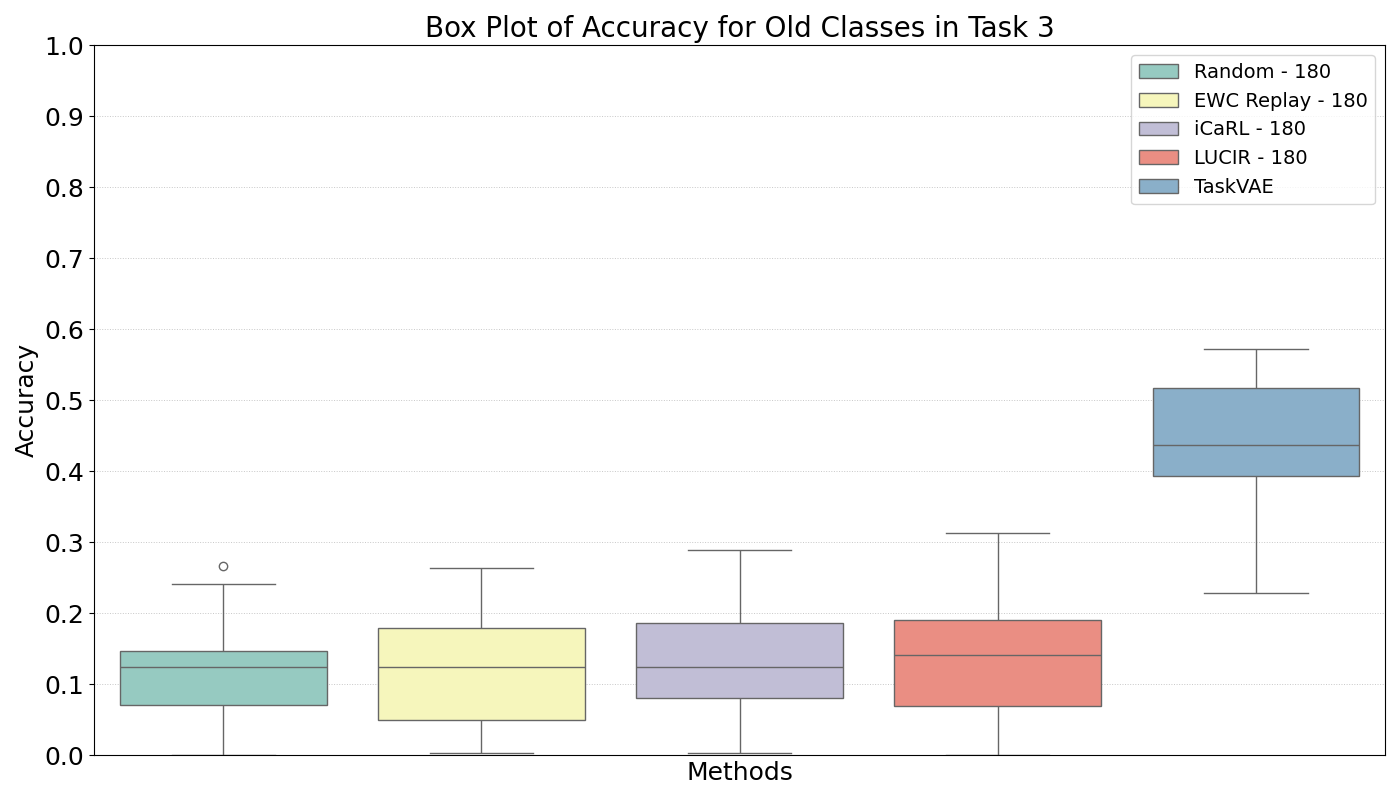 Box Plot of Accuracy for Old Classes in Task 3
1.0
0.9
0.8
0.7
0.6
0.5
0.4
0.3
0.2
0.1
0.0
Accuracy
Methods
Random - 180
EWC Replay - 180
iCaRL - 180
LUCIR - 180
TaskVAE